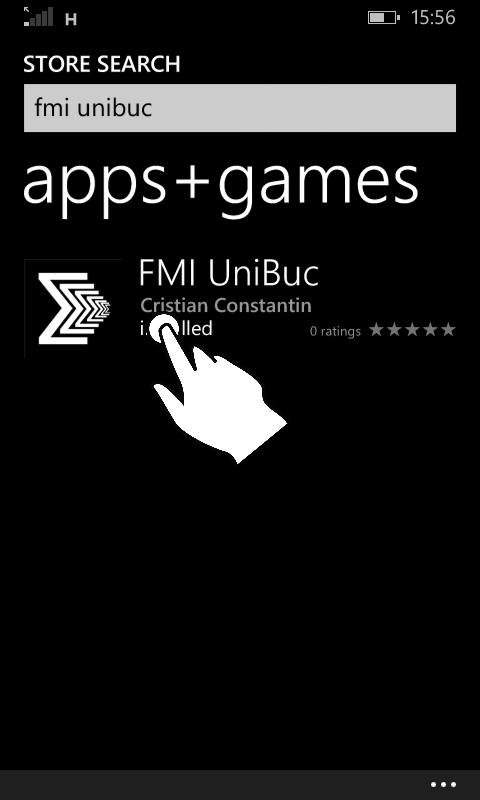 H 15:56
STORE SEARCH
fmi unibuc
apps+games
FMI UniBuc
Cristian Constantin
0 ratings